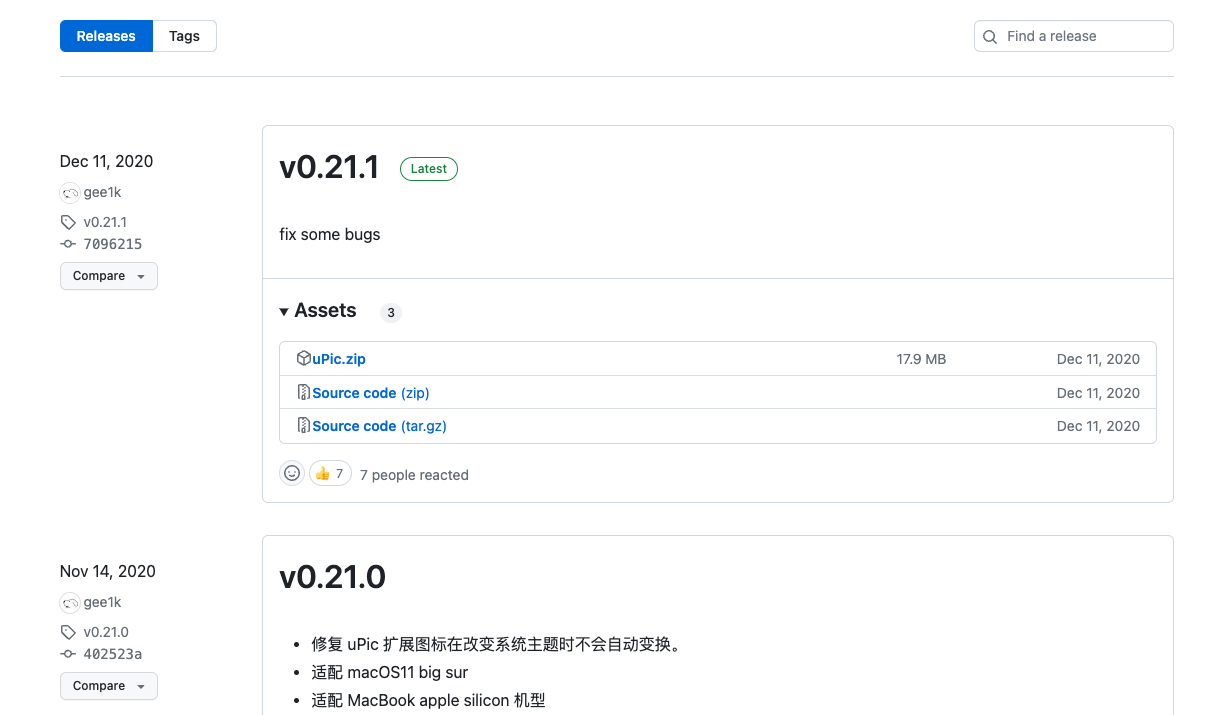 Releases
Tags
Find a release
Dec 11, 2020
gee1k
v0.21.1
7096215
Compare
v0.21.1
Latest
fix some bugs
Assets
3
uPic.zip
17.9 MB
Dec 11, 2020
Source code (zip)
Dec 11, 2020
Source code (tar.gz)
Dec 11, 2020
👍 7
7 people reacted
Nov 14, 2020
gee1k
v0.21.0
402523a
Compare
v0.21.0
修复 uPic 扩展图标在改变系统主题时不会自动变换。
适配 macOS11 big sur
适配 MacBook apple silicon 机型